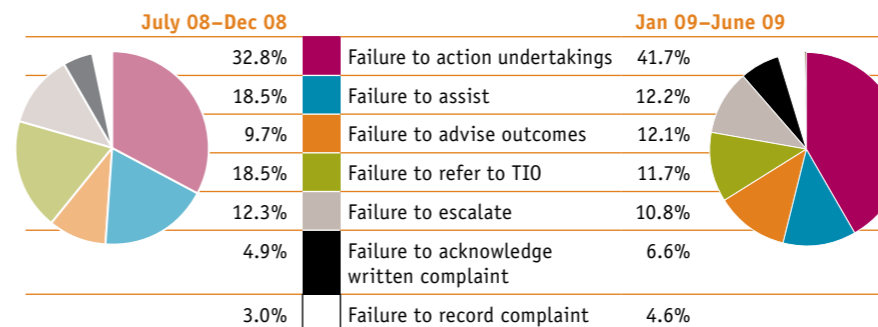 July 08–Dec 08 Jan 09–June 09
32.8% Failure to action undertakings 41.7%
18.5% Failure to assist 12.2%
9.7% Failure to advise outcomes 12.1%
18.5% Failure to refer to TIO 11.7%
12.3% Failure to escalate 10.8%
4.9% Failure to acknowledge 6.6%
written complaint
3.0% Failure to record complaint 4.6%